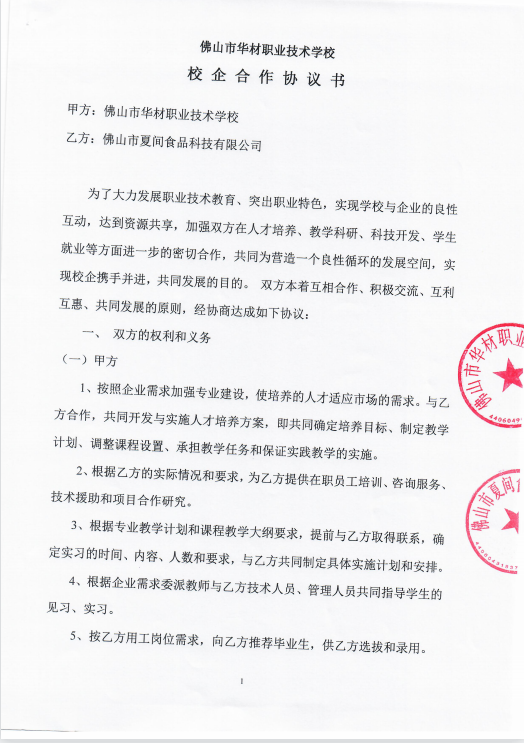 佛山市华材职业技术学校
校 企 合 作 协 议 书
甲方：佛山市华材职业技术学校
乙方：佛山市夏间食品科技有限公司
为了大力发展职业技术教育、突出职业特色，实现学校与企业的良性
互动，达到资源共享，加强双方在人才培养、教学科研、科技开发、学生
就业等方面进一步的密切合作，共同为营造一个良性循环的发展空间，实
现校企携手并进，共同发展的目的。 双方本着互相合作、积极交流、互利
互惠、共同发展的原则，经协商达成如下协议：
一、 双方的权利和义务
（一）甲方
1、按照企业需求加强专业建设，使培养的人才适应市场的需求。与乙
方合作，共同开发与实施人才培养方案，即共同确定培养目标、制定教学
计划、调整课程设置、承担教学任务和保证实践教学的实施。
2、根据乙方的实际情况和要求，为乙方提供在职员工培训、咨询服务、
技术援助和项目合作研究。
3、根据专业教学计划和课程教学大纲要求，提前与乙方取得联系，确
定实习的时间、内容、人数和要求，与乙方共同制定具体实施计划和安排。
4、根据企业需求委派教师与乙方技术人员、管理人员共同指导学生的
见习、实习。
5、按乙方用工岗位需求，向乙方推荐毕业生，供乙方选拔和录用。
1
佛山市华材职业
佛山市夏间食